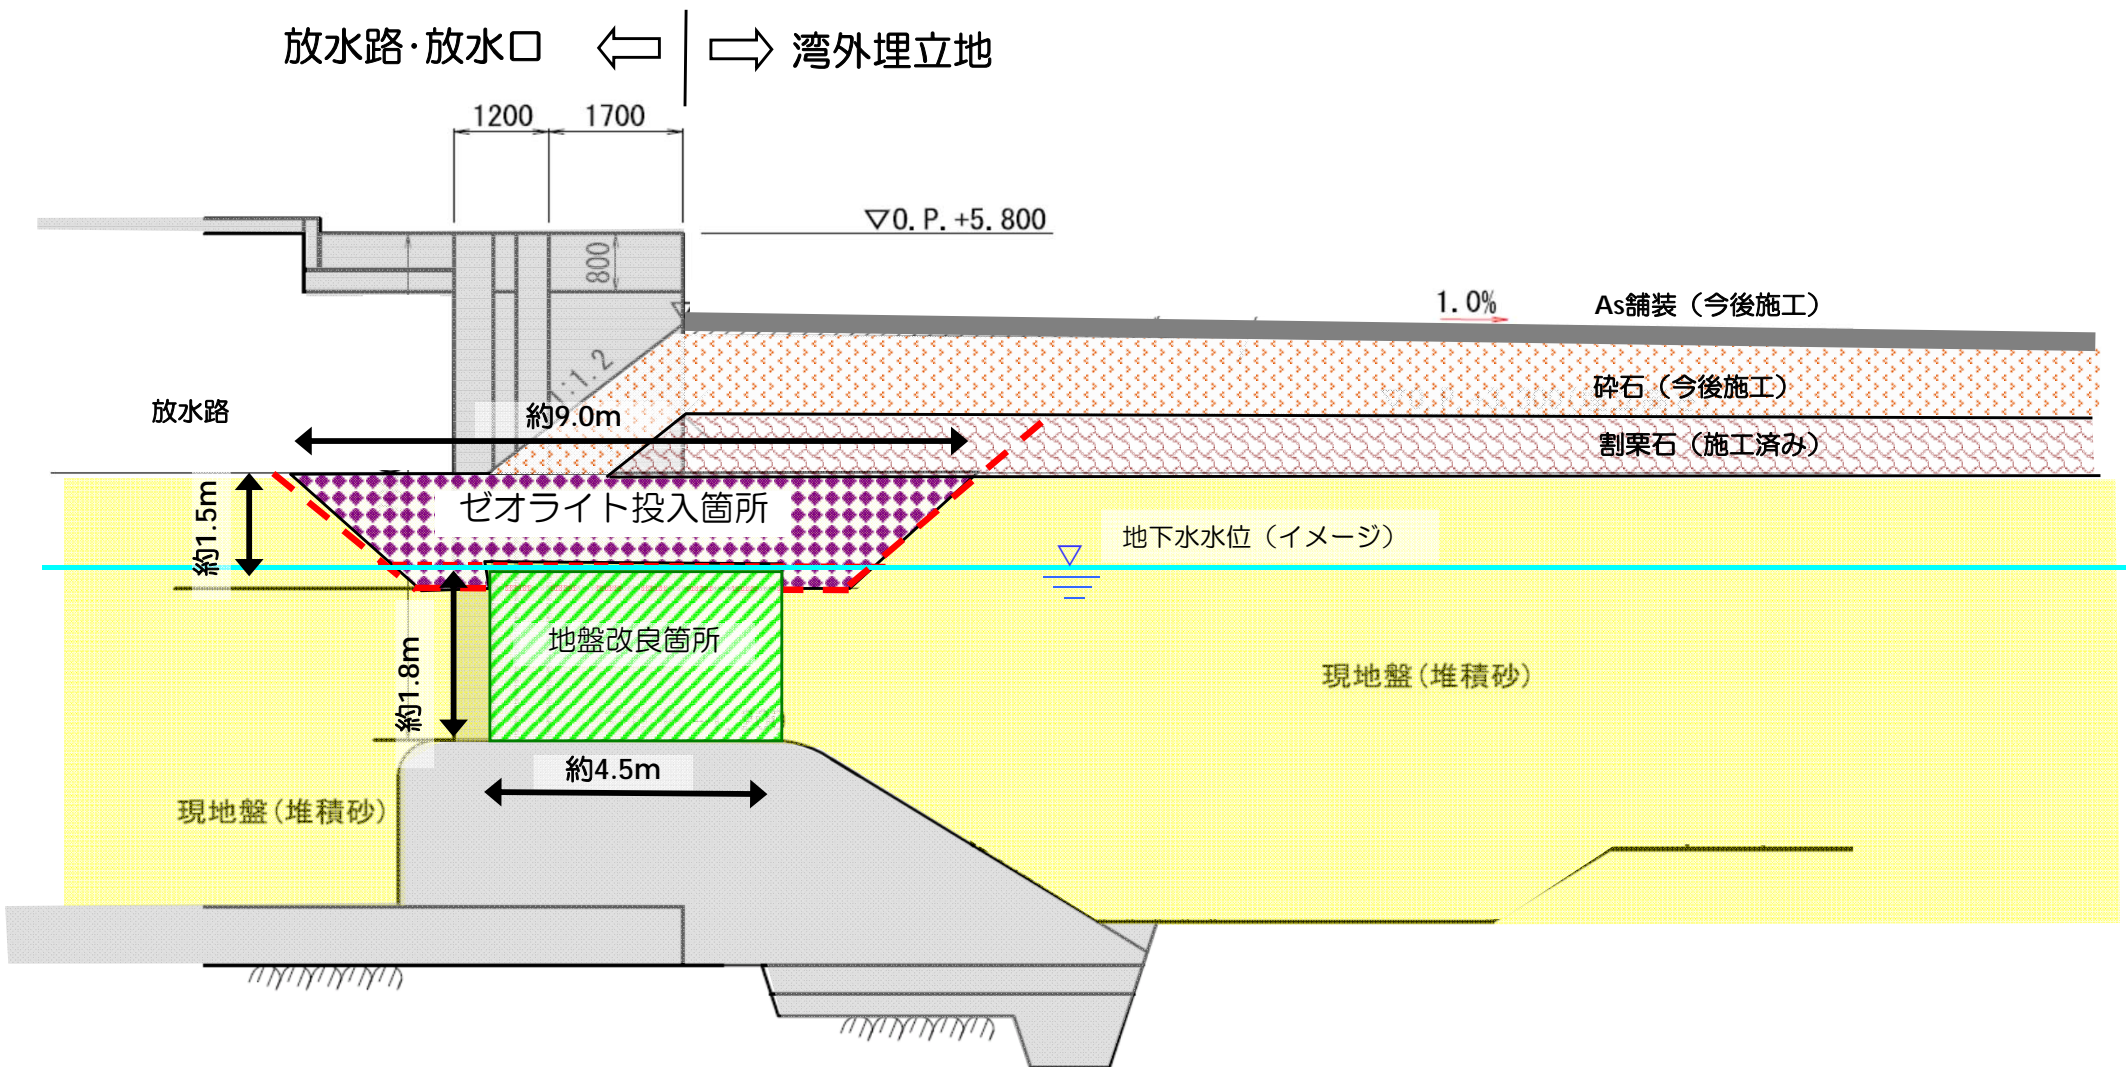 放水路・放水口
湾外埋立地
1200
1700
▽O.P.+5.800
800
1.0%
As舗装（今後施工）
1:1.2
砕石（今後施工）
放水路
約9.0m
割栗石（施工済み）
約1.5m
ゼオライト投入箇所
地下水水位（イメージ）
地盤改良箇所
約1.8m
現地盤(堆積砂)
約4.5m
現地盤(堆積砂)